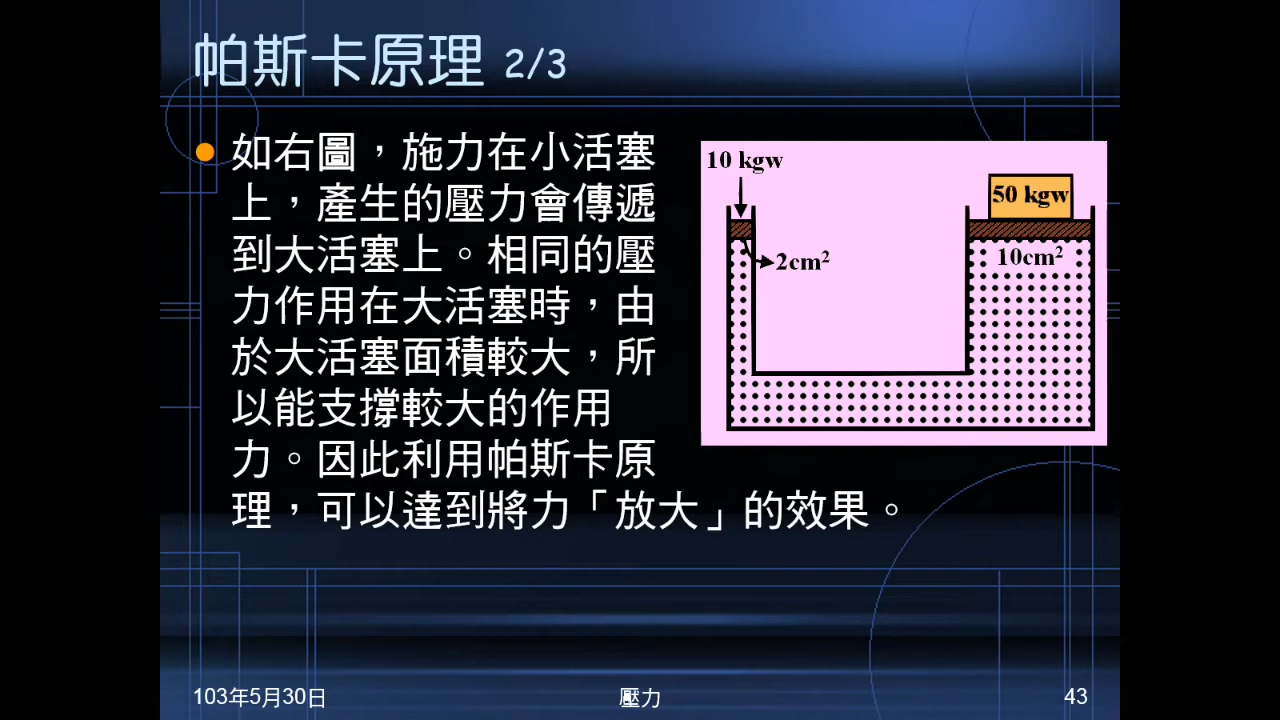 帕斯卡原理 2/3
如右圖，施力在小活塞
上，產生的壓力會傳遞
到大活塞上。相同的壓
力作用在大活塞時，由
於大活塞面積較大，所
以能支撐較大的作用
力。因此利用帕斯卡原
理，可以達到將力「放大」的效果。
10 kgw
50 kgw
2cm²
10cm²
103年5月30日
壓力
43